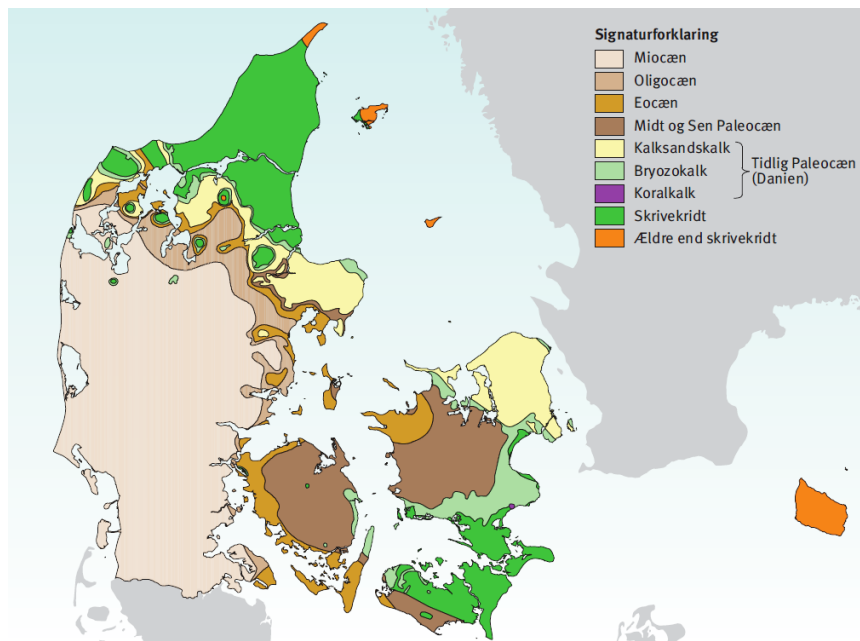 Signaturforklaring
Miocæn
Oligocæn
Eocæn
Midt og Sen Paleocæn
Kalksandskalk
Bryozokalk
Koralkalk
Tidlig Paleocæn
(Danien)
Skrivekridt
Ældre end skrivekridt